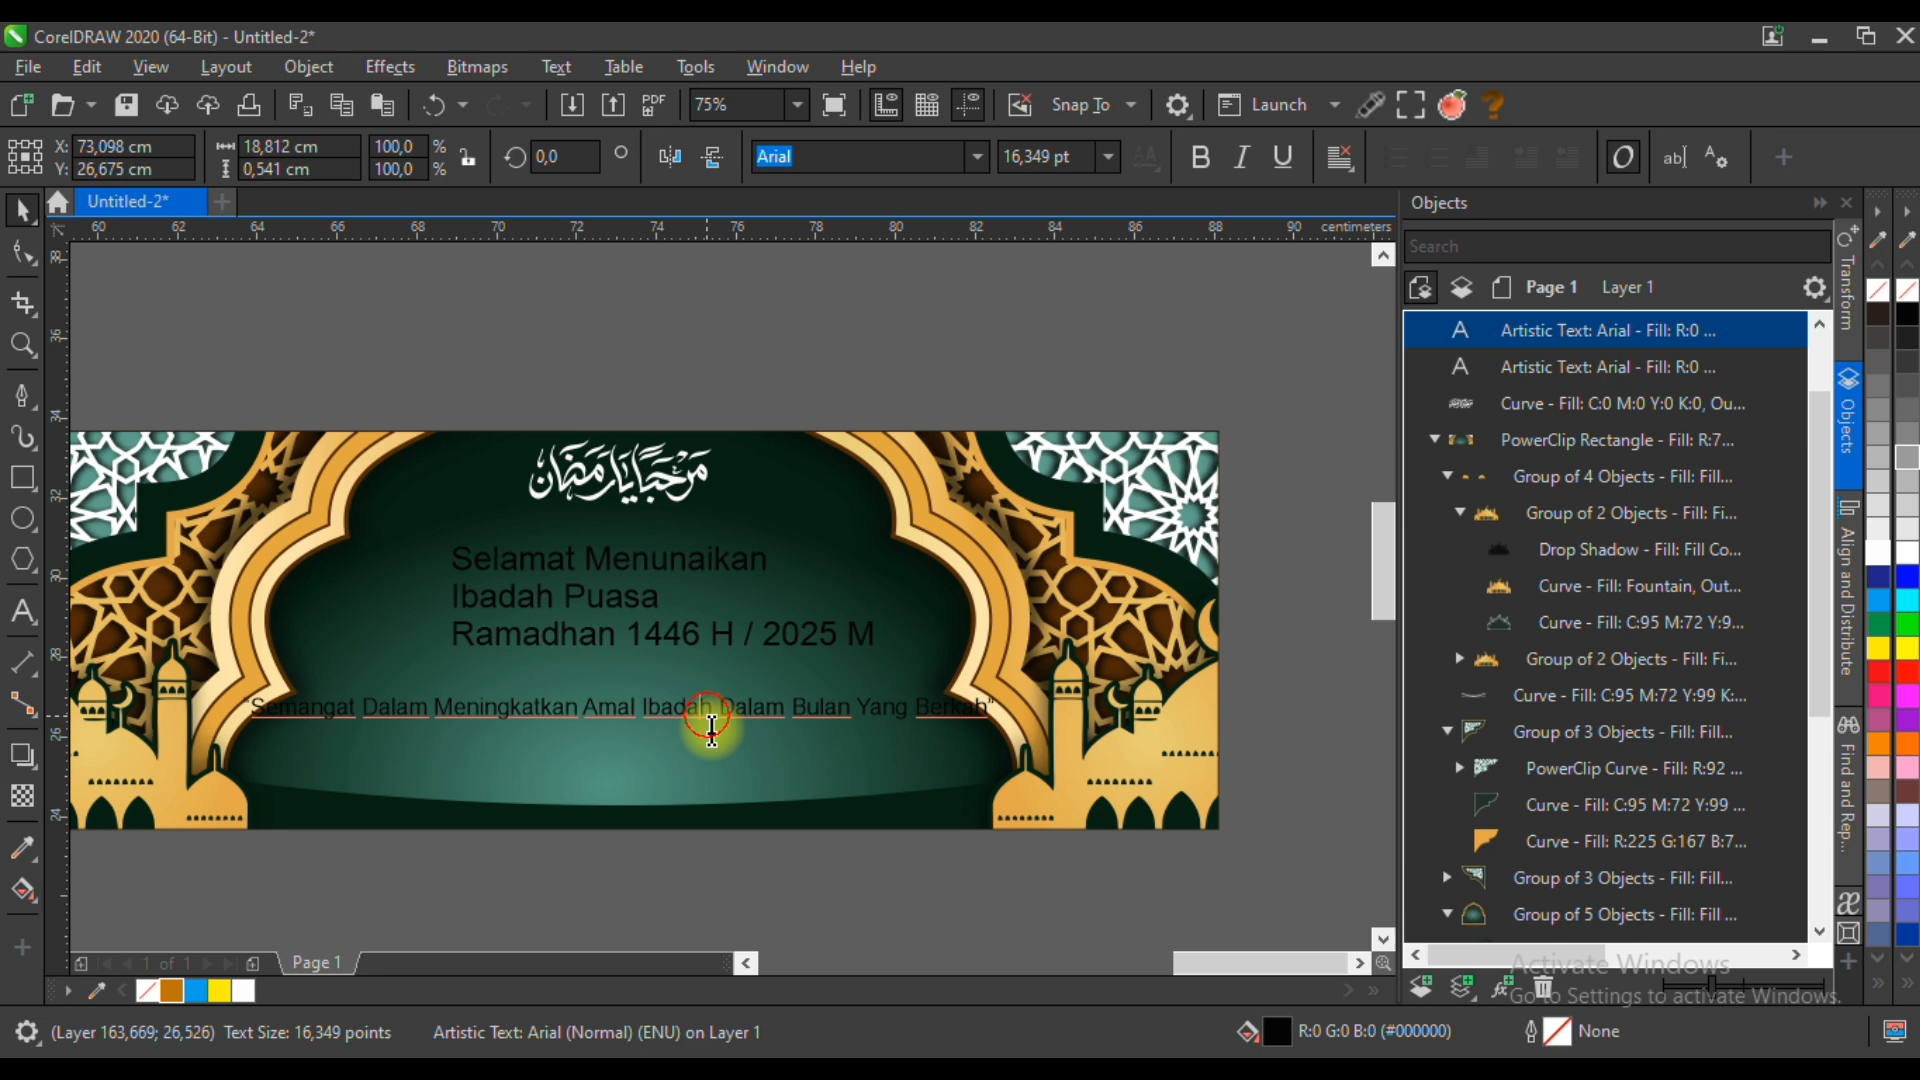 CorelDRAW 2020 (64-Bit) - Untitled-2*
File Edit View Layout Object Effects Bitmaps Text Table Tools Window Help
PDF 75% Snap To Launch
X: 73,098 cm 18,812 cm 100,0 % 0,0 Arial 16,349 pt B I U O ab|
Y: 26,675 cm 0,541 cm 100,0 %
Untitled-2*
Objects
60 62 64 66 68 70 72 74 76 78 80 82 84 86 88 90 centimeters
Search
Page 1 Layer 1
Transform
Objects
Align and Distribute
Find and Rep...
Artistic Text: Arial - Fill: R:0 ...
Artistic Text: Arial - Fill: R:0 ...
Curve - Fill: C:0 M:0 Y:0 K:0, Ou...
PowerClip Rectangle - Fill: R:7...
Group of 4 Objects - Fill: Fill...
Group of 2 Objects - Fill: Fi...
Drop Shadow - Fill: Fill Co...
Curve - Fill: Fountain, Out...
Curve - Fill: C:95 M:72 Y:9...
Group of 2 Objects - Fill: Fi...
Curve - Fill: C:95 M:72 Y:99 K:...
Group of 3 Objects - Fill: Fill...
PowerClip Curve - Fill: R:92 ...
Curve - Fill: C:95 M:72 Y:99 ...
Curve - Fill: R:225 G:167 B:7...
Group of 3 Objects - Fill: Fill...
Group of 5 Objects - Fill: Fill ...
38
36
34
32
30
28
26
24
مرحبا يا رمضان
Selamat Menunaikan
Ibadah Puasa
Ramadhan 1446 H / 2025 M
"Semangat Dalam Meningkatkan Amal Ibadah Dalam Bulan Yang Berkah"
1 of 1 Page 1
Activate Windows
Go to Settings to activate Windows.
(Layer 163,669; 26,526) Text Size: 16,349 points Artistic Text: Arial (Normal) (ENU) on Layer 1 R:0 G:0 B:0 (#000000) None